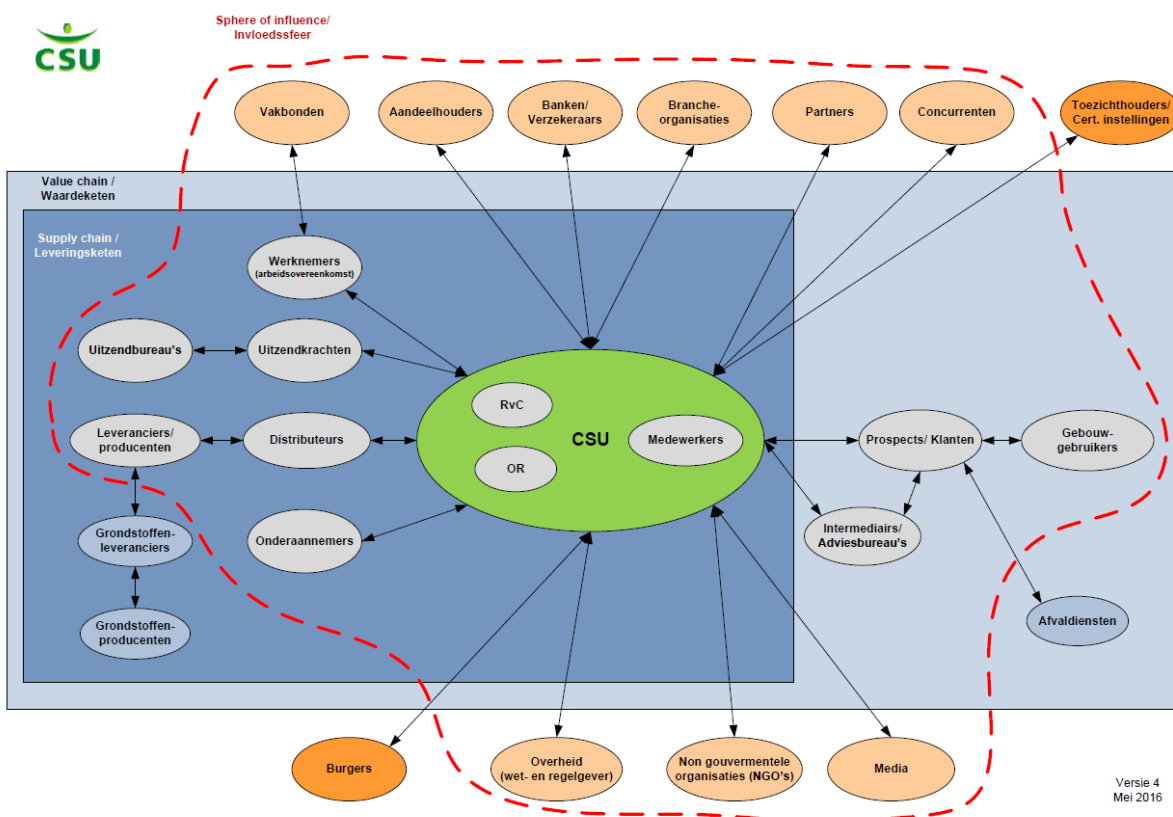 CSU
Sphere of influence/
Invloedssfeer
Vakbonden
Aandeelhouders
Banken/
Verzekeraars
Branche-
organisaties
Partners
Concurrenten
Toezichthouders/
Cert. instellingen
Value chain /
Waardeketen
Supply chain /
Leveringsketen
Werknemers
(arbeidsovereenkomst)
Uitzendbureau's
Uitzendkrachten
RvC
CSU
Medewerkers
OR
Leveranciers/
producenten
Distributeurs
Prospects/ Klanten
Gebouw-
gebruikers
Grondstoffen-
leveranciers
Onderaannemers
Intermediairs/
Adviesbureau's
Grondstoffen-
producenten
Afvaldiensten
Burgers
Overheid
(wet- en regelgever)
Non gouvermentele
organisaties (NGO's)
Media
Versie 4
Mei 2016